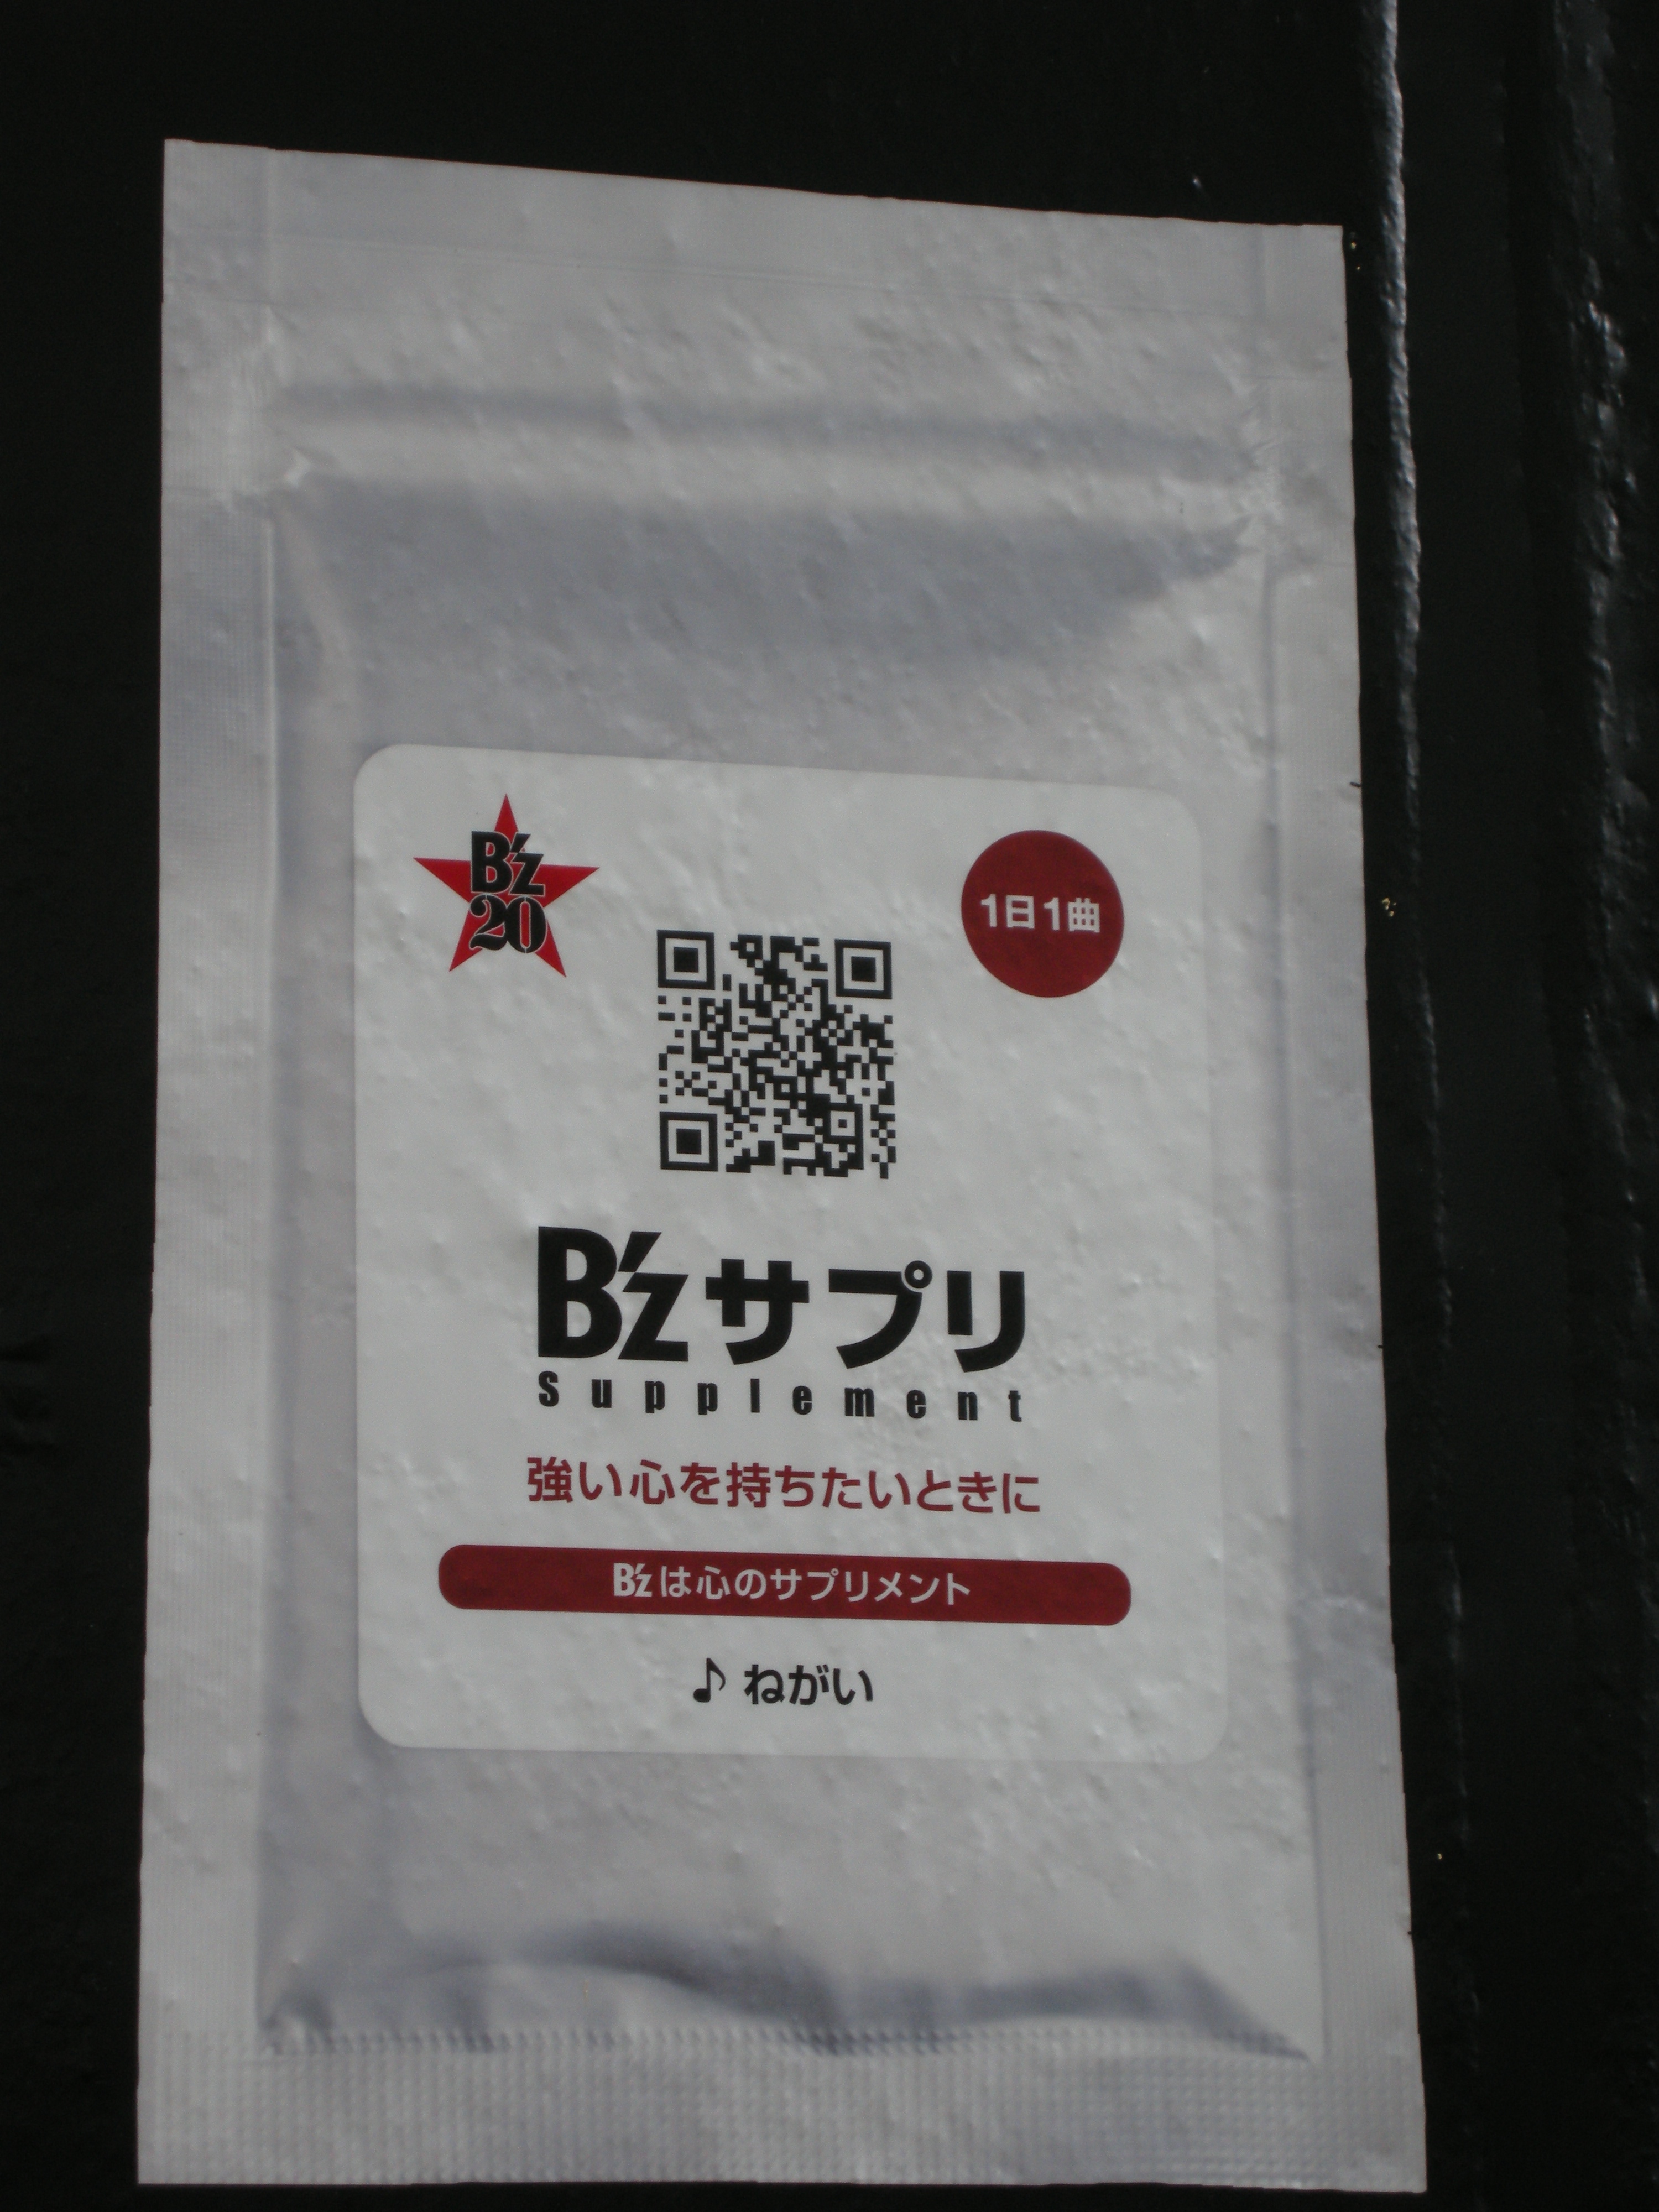 B'z
20
1日1曲
B'zサプリ
Supplement
強い心を持ちたいときに
B'zは心のサプリメント
♪ ねがい